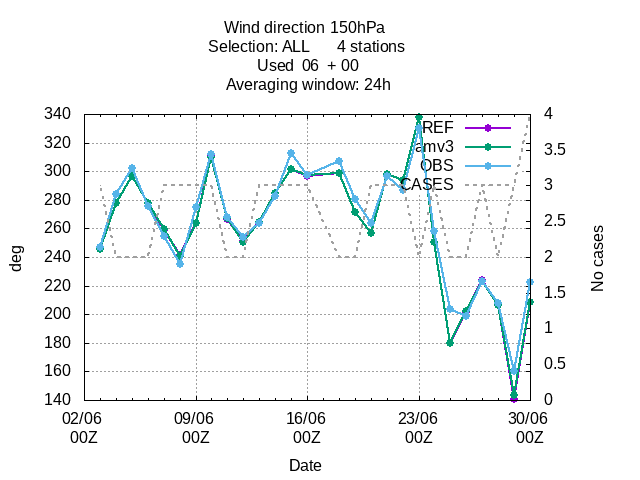 Wind direction 150hPa
Selection: ALL 4 stations
Used 06 + 00
Averaging window: 24h
340
320
300
280
260
240
220
200
180
160
140
deg
4
3.5
3
2.5
2
1.5
1
0.5
0
No cases
REF
amv3
OBS
CASES
02/06 09/06 16/06 23/06 30/06
00Z 00Z 00Z 00Z 00Z
Date